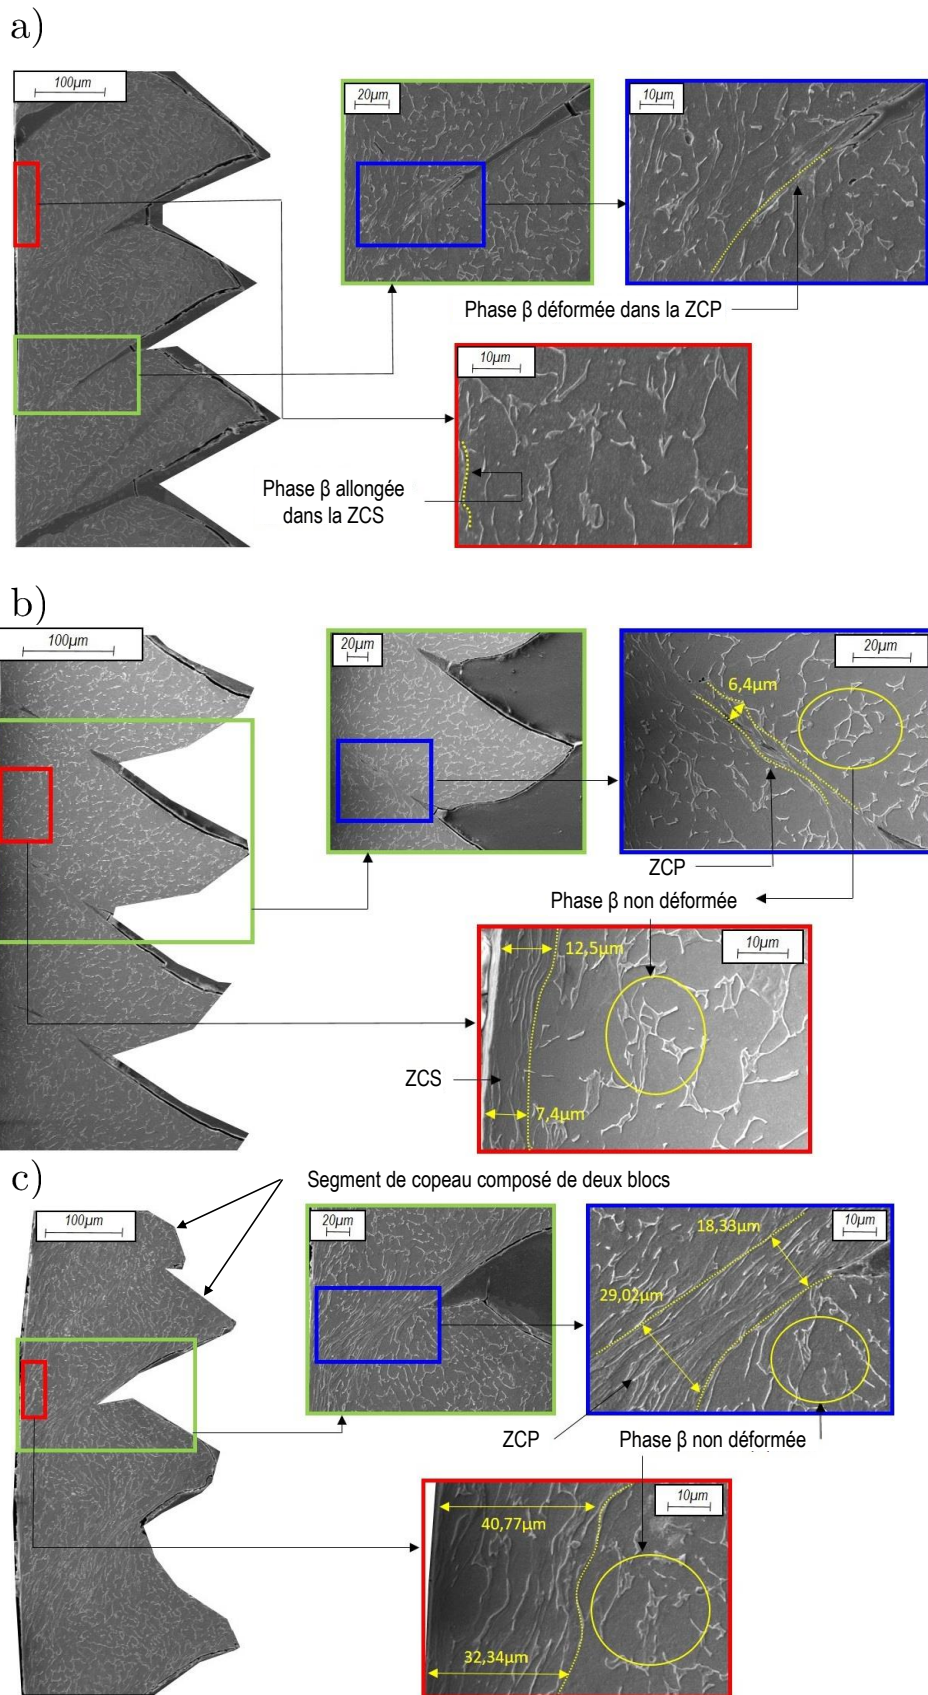 a)
100µm
20µm
10µm
Phase β déformée dans la ZCP
10µm
Phase β allongée
dans la ZCS
b)
100µm
20µm
20µm
6,4µm
ZCP
Phase β non déformée
12,5µm
10µm
ZCS
7,4µm
c)
Segment de copeau composé de deux blocs
100µm
20µm
18,33µm
10µm
29,02µm
ZCP
Phase β non déformée
10µm
40,77µm
32,34µm